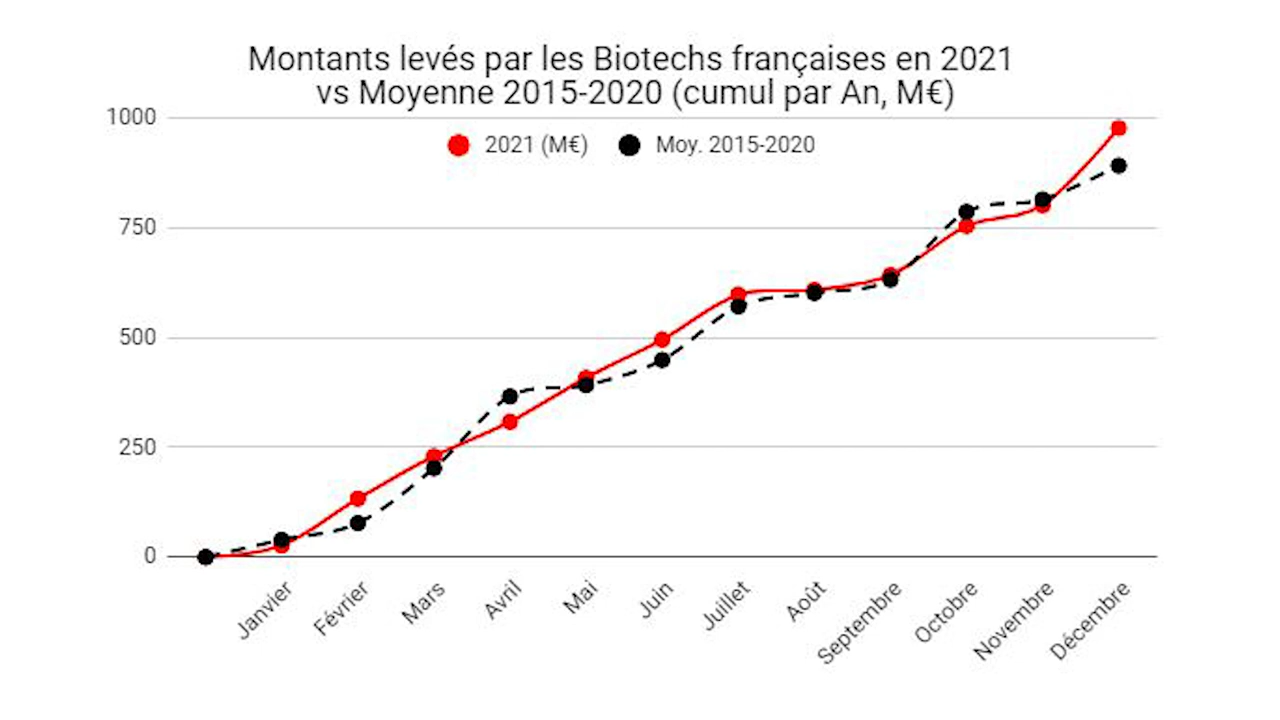 Montants levés par les Biotechs françaises en 2021
vs Moyenne 2015-2020 (cumul par An, M€)
1000
2021 (M€)
Moy. 2015-2020
750
500
250
0
Janvier
Février
Mars
Avril
Mai
Juin
Juillet
Août
Septembre
Octobre
Novembre
Décembre